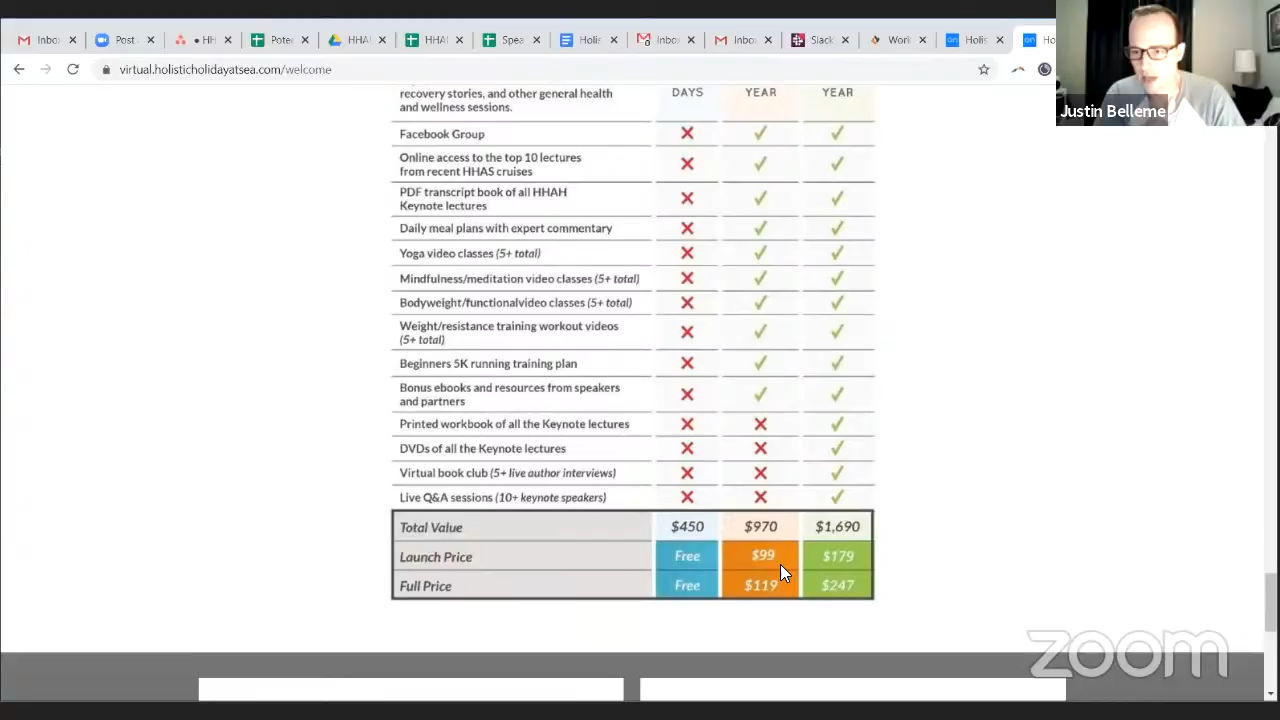 Inbo
Post
HH
Pote
HHA
HHAI
Spea
Holis
Inbo
Inbo
Slack
Work
Holis
Ho
virtual.holisticholidayatsea.com/welcome
Justin Belleme
recovery stories, and other general health
and wellness sessions.
DAYS YEAR YEAR
Facebook Group
Online access to the top 10 lectures
from recent HHAS cruises
PDF transcript book of all HHAH
Keynote lectures
Daily meal plans with expert commentary
Yoga video classes (5+ total)
Mindfulness/meditation video classes (5+ total)
Bodyweight/functionalvideo classes (5+ total)
Weight/resistance training workout videos
(5+ total)
Beginners 5K running training plan
Bonus ebooks and resources from speakers
and partners
Printed workbook of all the Keynote lectures
DVDs of all the Keynote lectures
Virtual book club (5+ live author interviews)
Live Q&A sessions (10+ keynote speakers)
Total Value $450 $970 $1,690
Launch Price Free $99 $179
Full Price Free $119 $247
zoom